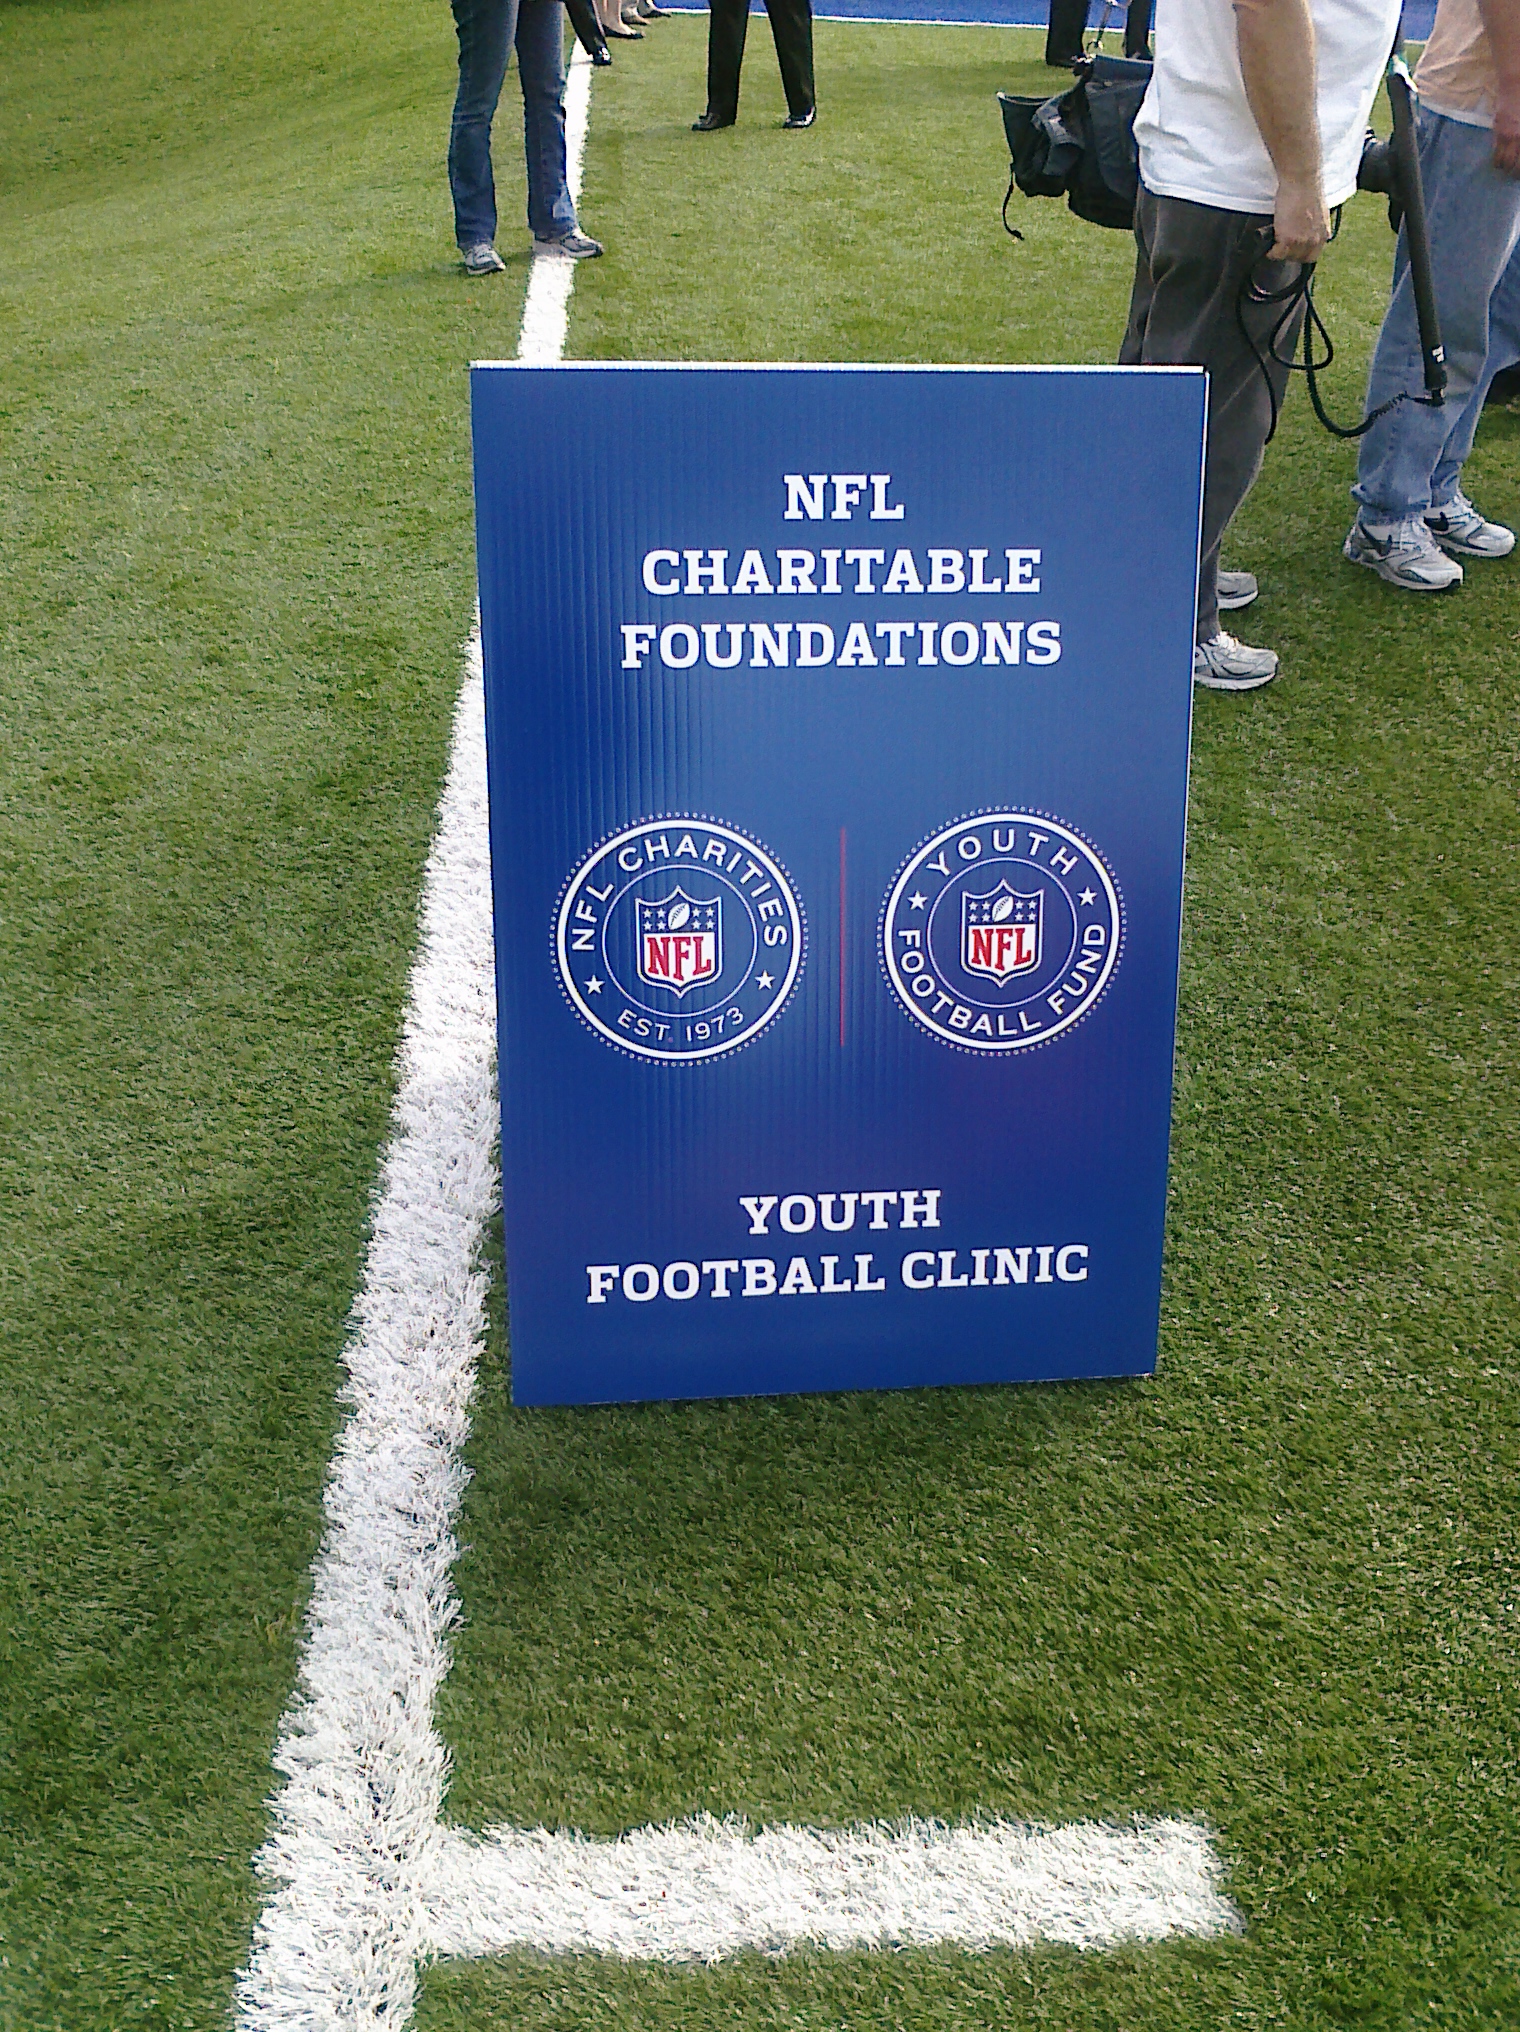 NFL
CHARITABLE
FOUNDATIONS
NFL CHARITIES
NFL
EST. 1973
YOUTH
NFL
FOOTBALL FUND
YOUTH
FOOTBALL CLINIC